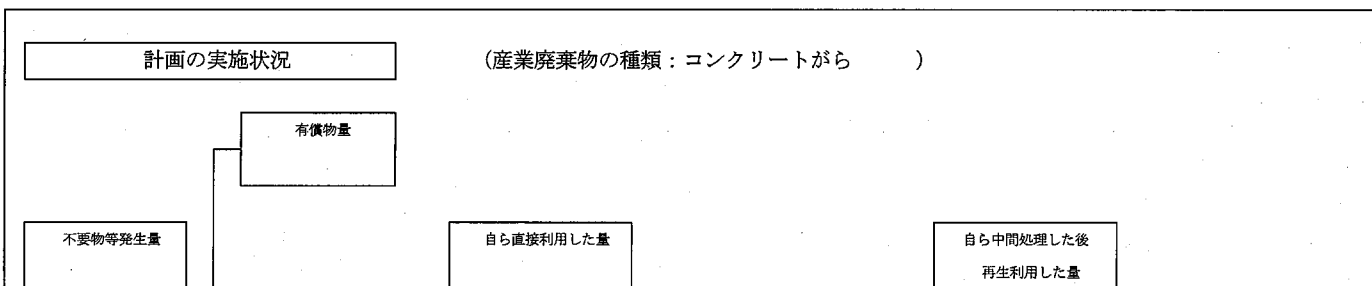 計画の実施状況 (産業廃棄物の種類：コンクリートがら )
有償物量
不要物等発生量 自ら直接利用した量 自ら中間処理した後
再生利用した量